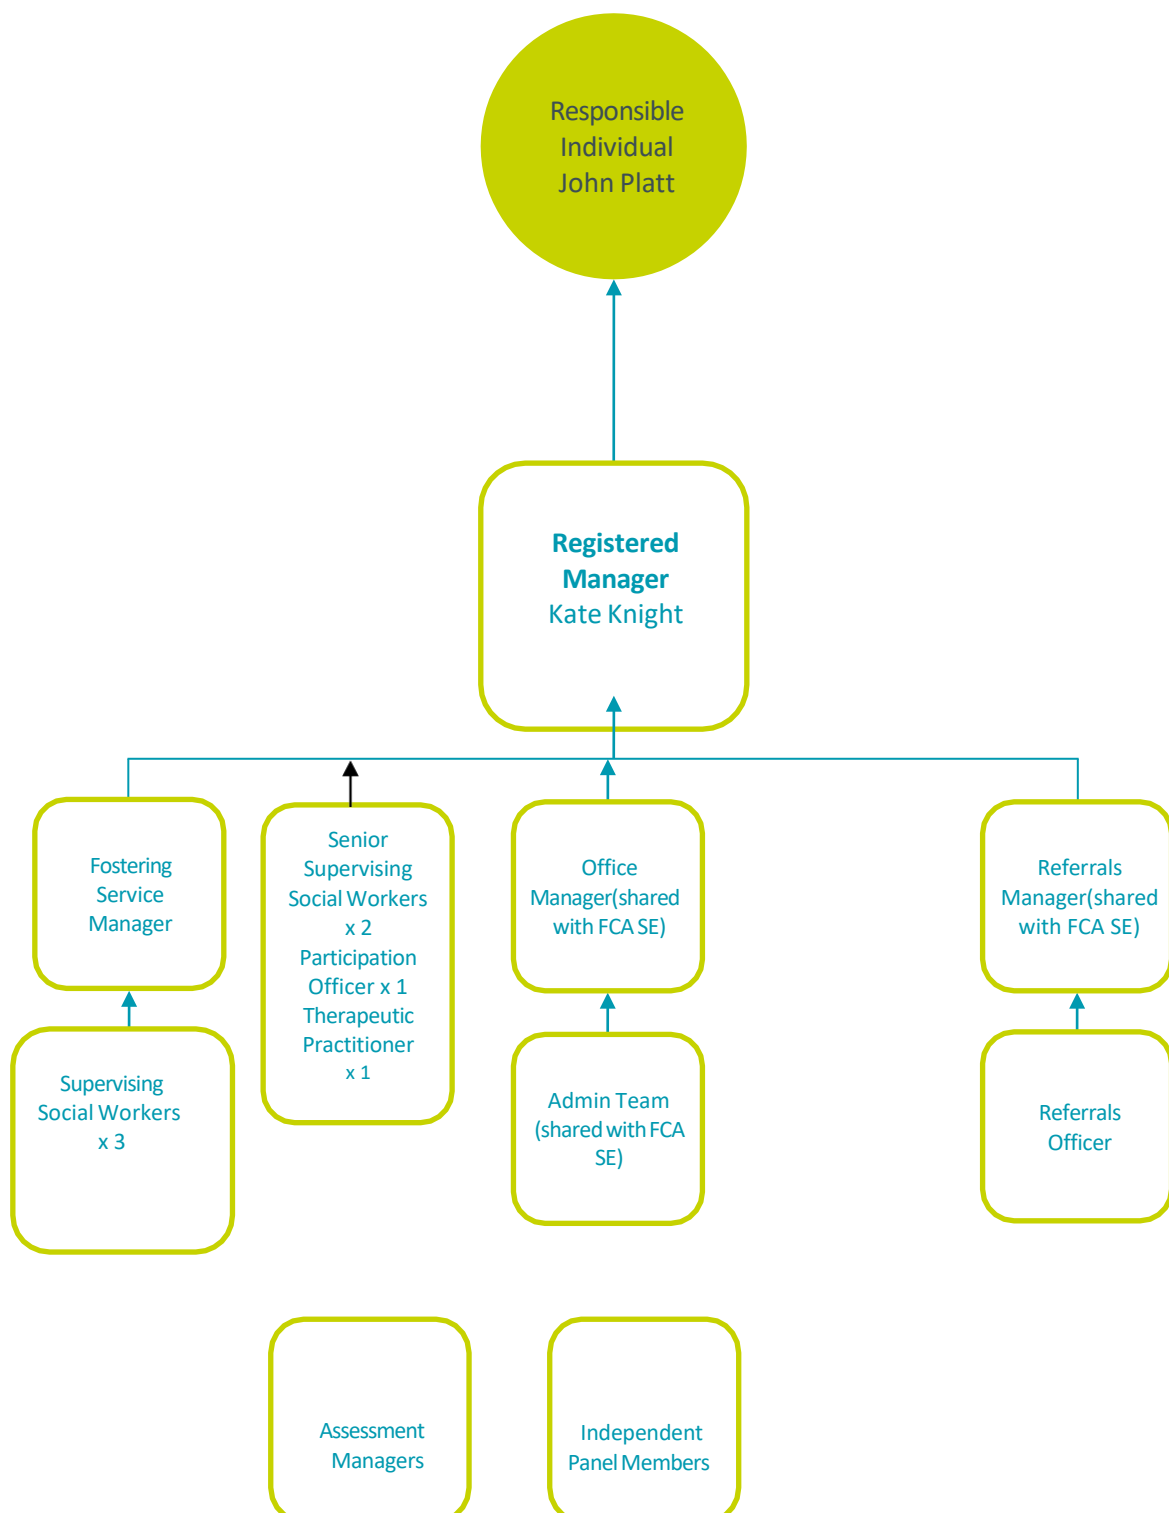 Responsible
Individual
John Platt
Registered
Manager
Kate Knight
Fostering
Service
Manager
Senior
Supervising
Social Workers
x 2
Participation
Officer x 1
Therapeutic
Practitioner
x 1
Office
Manager(shared
with FCA SE)
Referrals
Manager(shared
with FCA SE)
Supervising
Social Workers
x 3
Admin Team
(shared with FCA
SE)
Referrals
Officer
Assessment
Managers
Independent
Panel Members